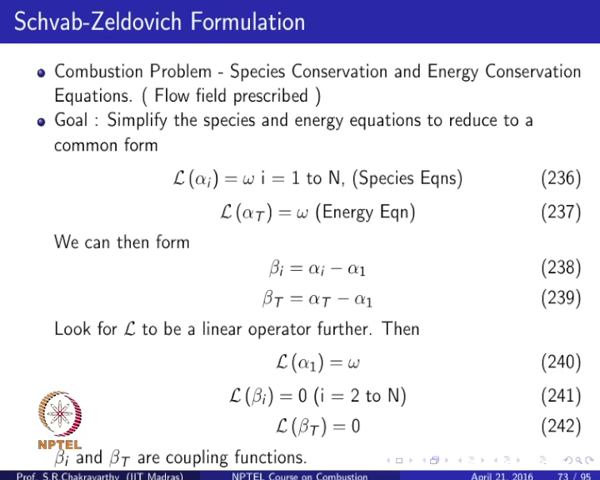 Schvab-Zeldovich Formulation
Combustion Problem - Species Conservation and Energy Conservation
Equations. ( Flow field prescribed )
Goal : Simplify the species and energy equations to reduce to a
common form
ℒ (αᵢ) = ω i = 1 to N, (Species Eqns) (236)
ℒ (α_T) = ω (Energy Eqn) (237)
We can then form
βᵢ = αᵢ − α₁ (238)
β_T = α_T − α₁ (239)
Look for ℒ to be a linear operator further. Then
ℒ (α₁) = ω (240)
ℒ (βᵢ) = 0 (i = 2 to N) (241)
ℒ (β_T) = 0 (242)
NPTEL
βᵢ and β_T are coupling functions.
Prof. S.R.Chakravarthy (IIT Madras) NPTEL Course on Combustion April 21, 2016 73 / 95